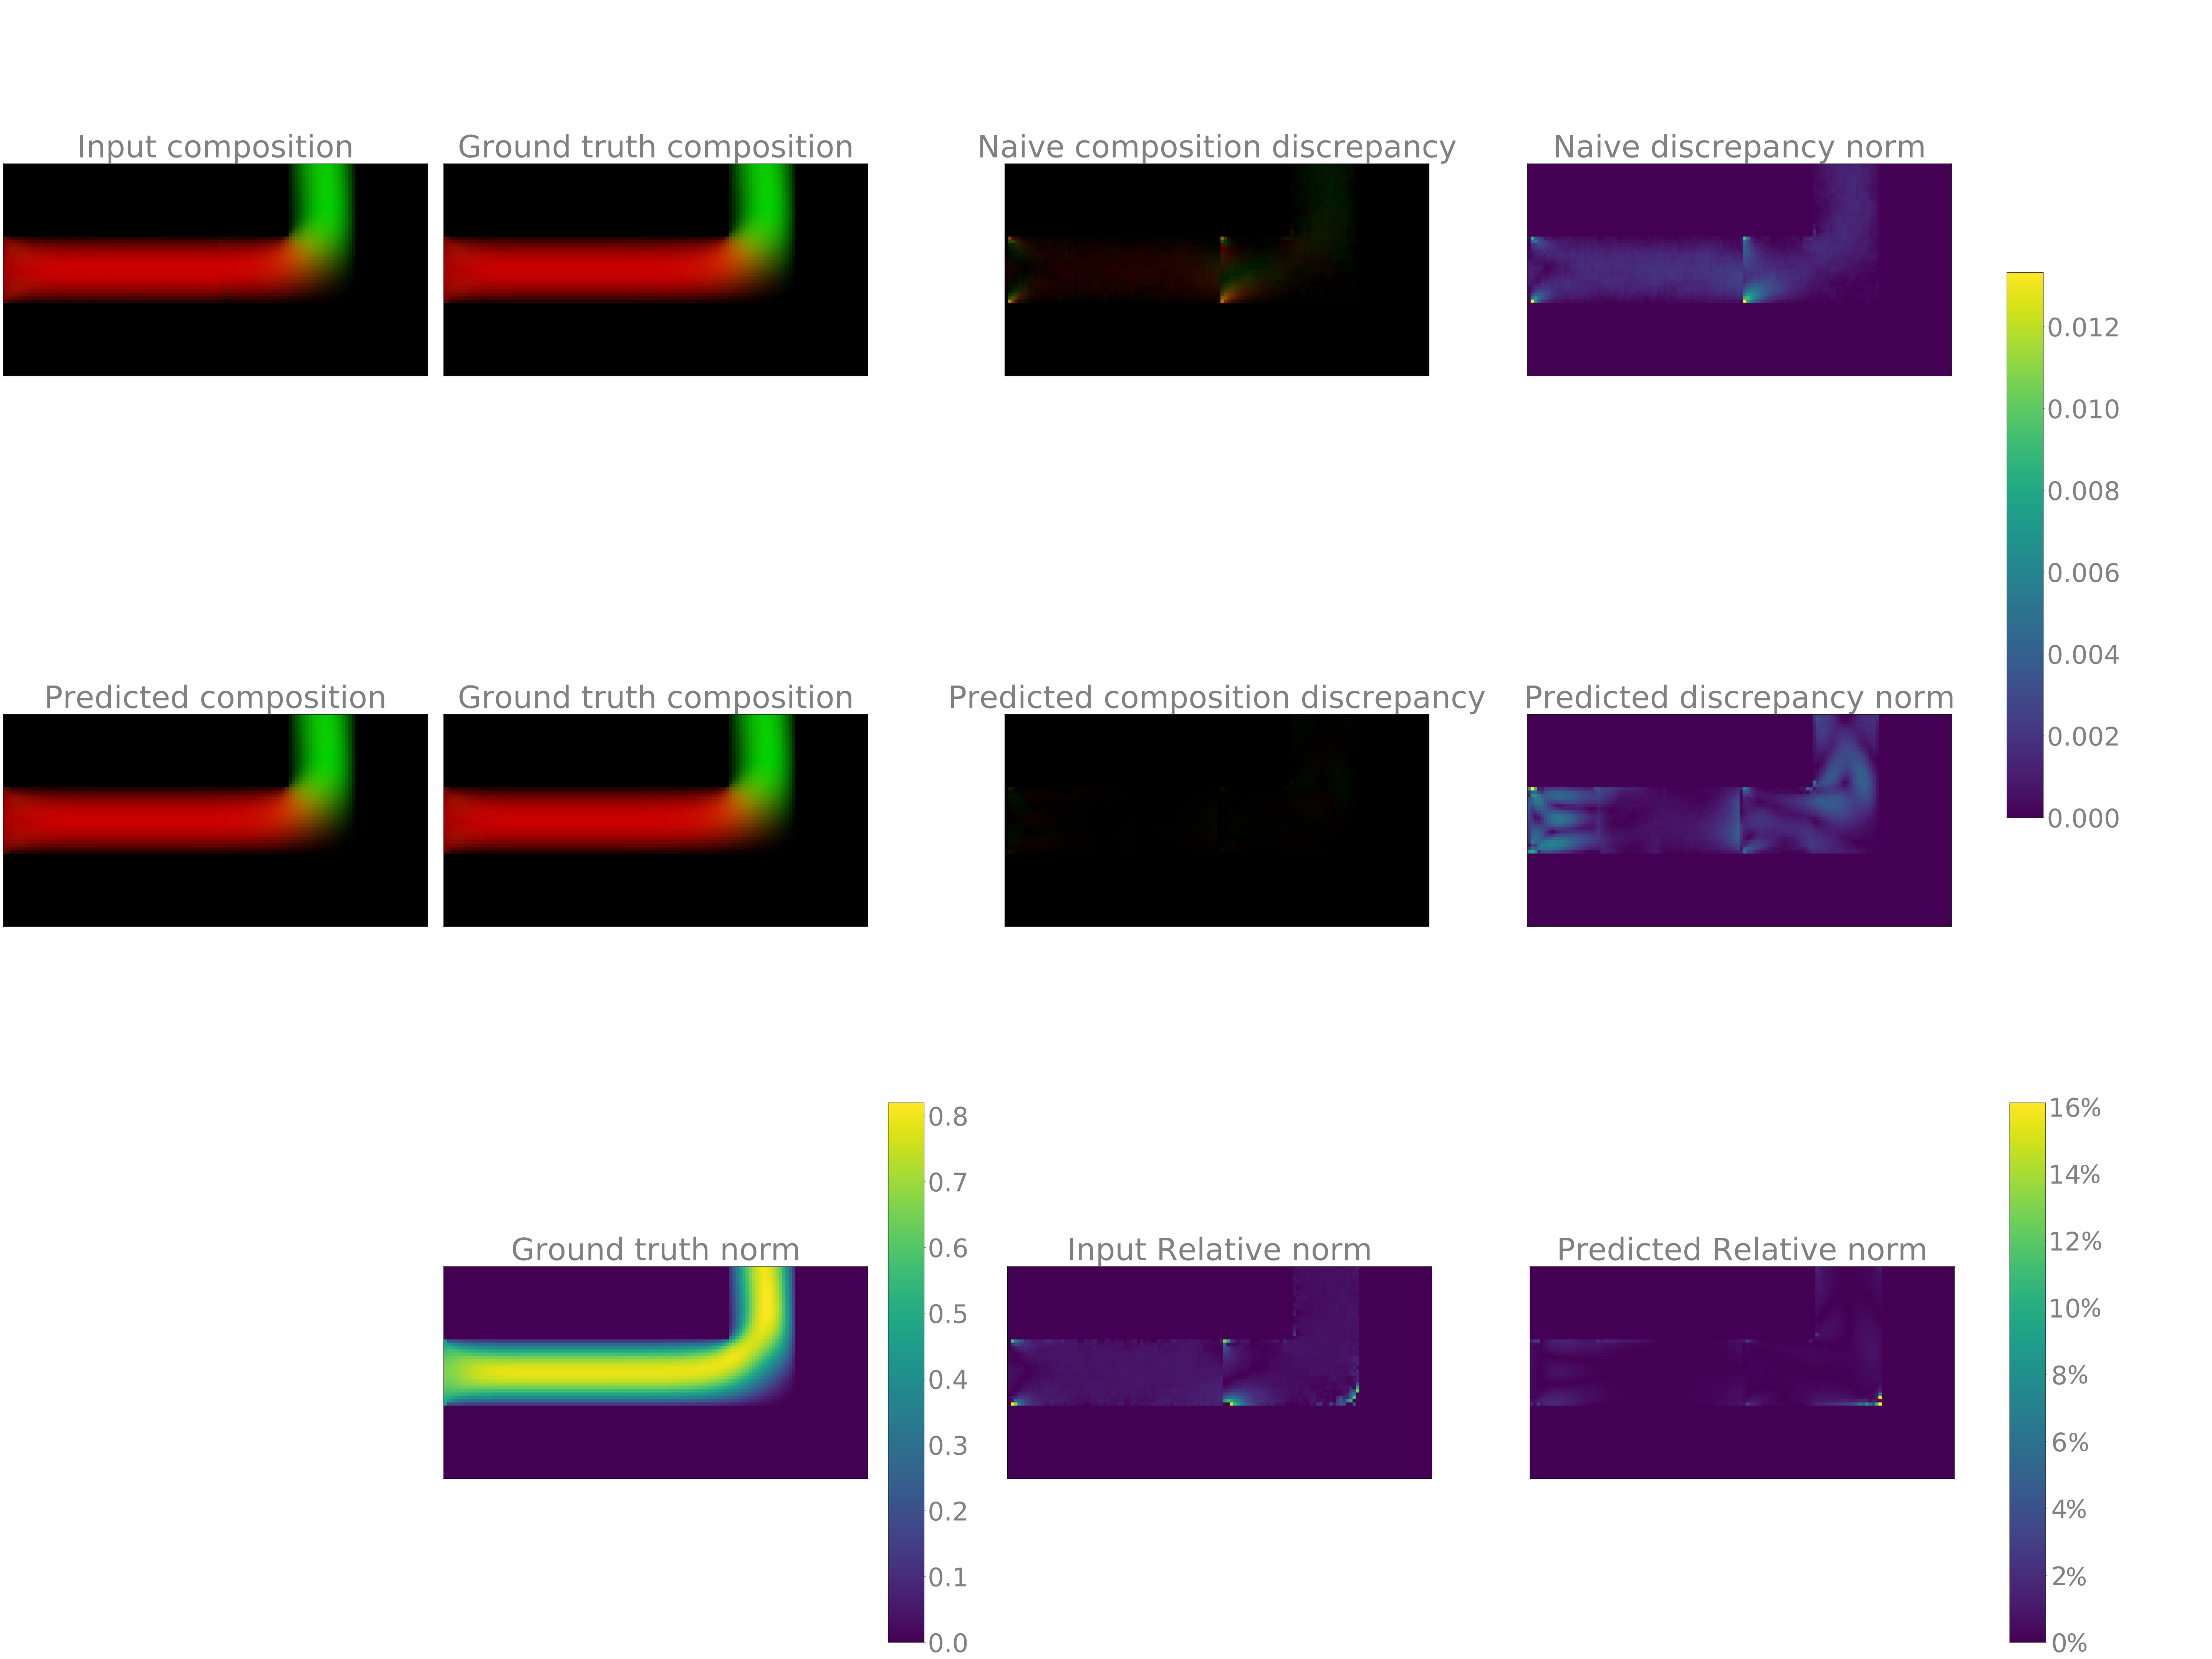 Input composition
Ground truth composition
Naive composition discrepancy
Naive discrepancy norm
0.012
0.010
0.008
0.006
0.004
0.002
0.000
Predicted composition
Ground truth composition
Predicted composition discrepancy
Predicted discrepancy norm
Ground truth norm
0.8
0.7
0.6
0.5
0.4
0.3
0.2
0.1
0.0
Input Relative norm
Predicted Relative norm
16%
14%
12%
10%
8%
6%
4%
2%
0%